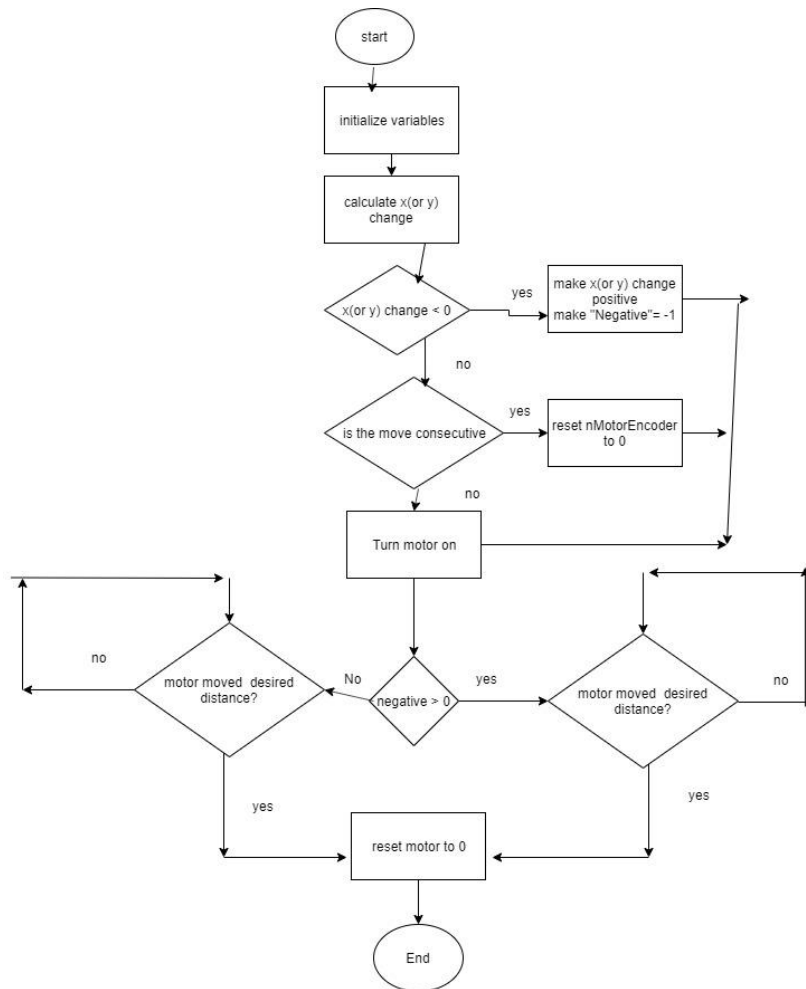 start
initialize variables
calculate x(or y)
change
x(or y) change < 0
yes
make x(or y) change
positive
make "Negative"= -1
no
is the move consecutive
yes
reset nMotorEncoder
to 0
no
Turn motor on
no
motor moved  desired
distance?
No
negative > 0
yes
motor moved  desired
distance?
no
yes
yes
reset motor to 0
End